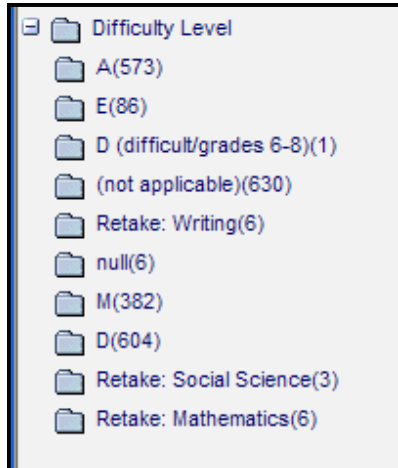 Difficulty Level
A(573)
E(86)
D (difficult/grades 6-8)(1)
(not applicable)(630)
Retake: Writing(6)
null(6)
M(382)
D(604)
Retake: Social Science(3)
Retake: Mathematics(6)